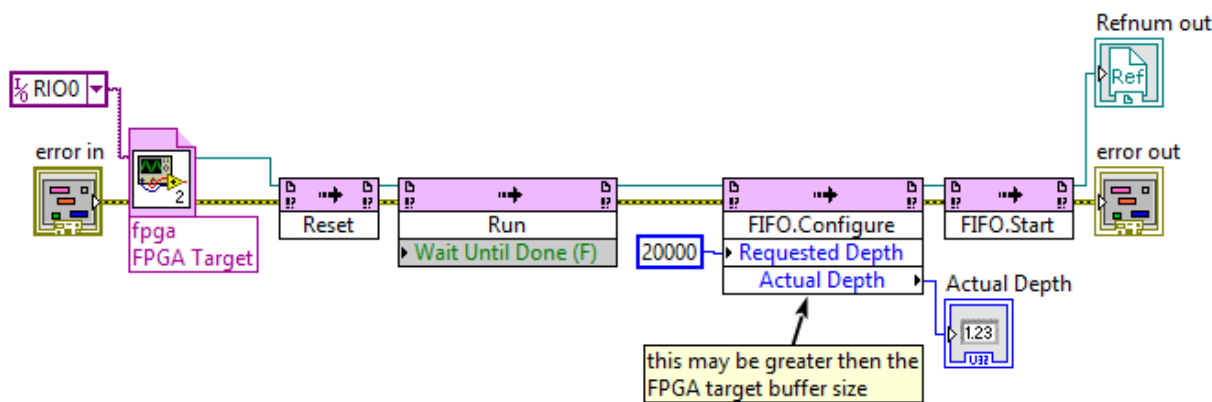 Refnum out
Ref
I/O RIO0
error in
error out
2
fpga
FPGA Target
Reset
Run
Wait Until Done (F)
FIFO.Configure
20000
Requested Depth
Actual Depth
FIFO.Start
Actual Depth
1.23
U32
this may be greater then the
FPGA target buffer size